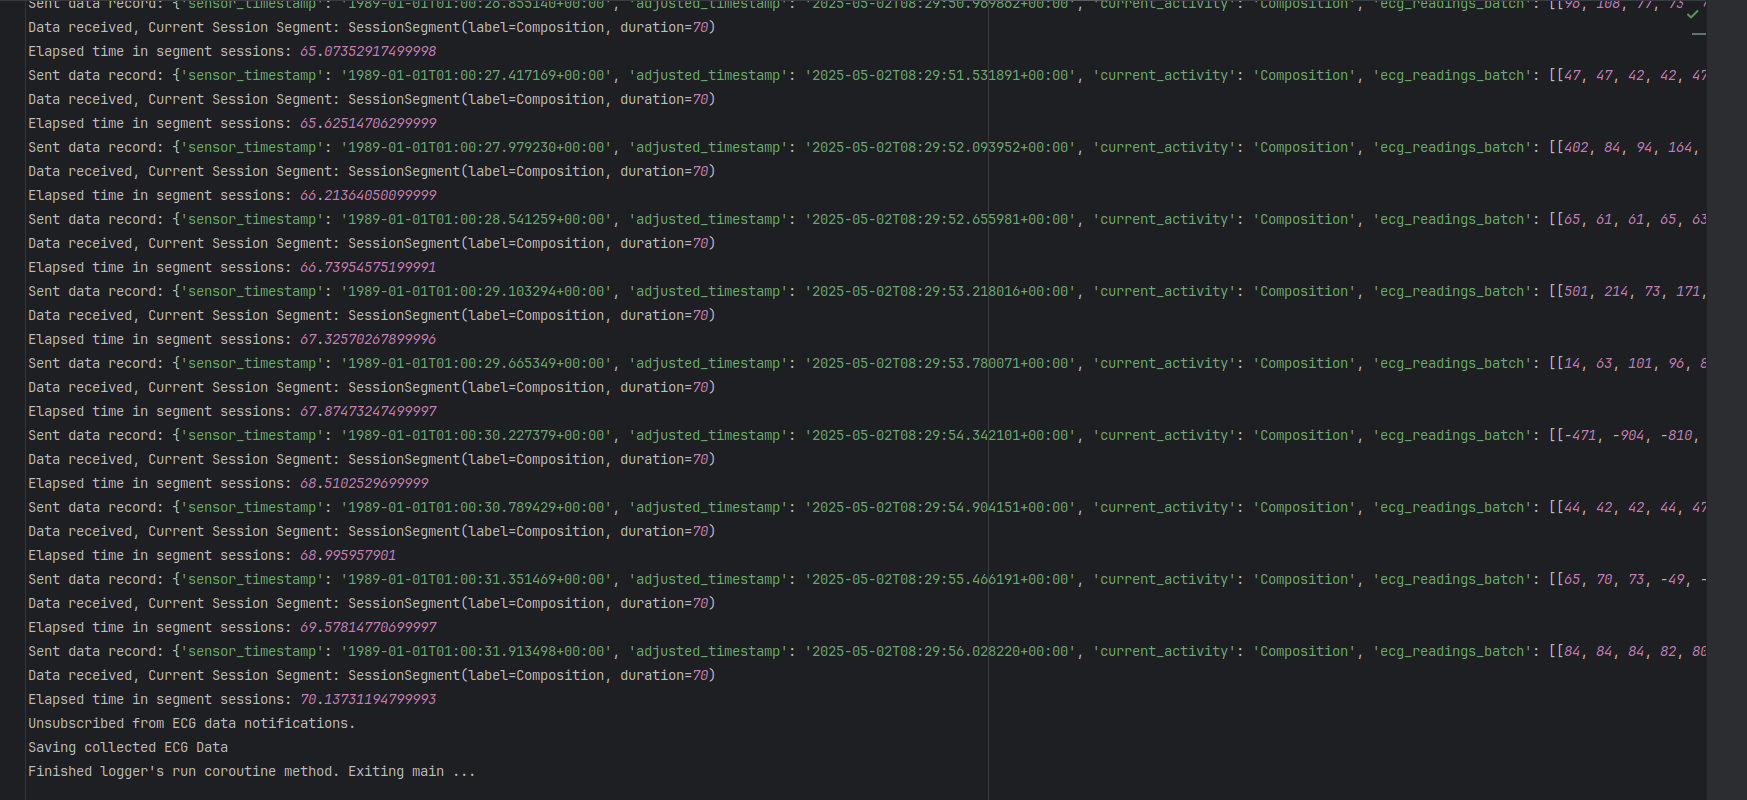 Sent data record: {'sensor_timestamp': '1989-01-01T01:00:26.855140+00:00', 'adjusted_timestamp': '2025-05-02T08:29:50.969862+00:00', 'current_activity': 'Composition', 'ecg_readings_batch': [[96, 108, 77, 73,
Data received, Current Session Segment: SessionSegment(label=Composition, duration=70)
Elapsed time in segment sessions: 65.07352917499998
Sent data record: {'sensor_timestamp': '1989-01-01T01:00:27.417169+00:00', 'adjusted_timestamp': '2025-05-02T08:29:51.531891+00:00', 'current_activity': 'Composition', 'ecg_readings_batch': [[47, 47, 42, 42, 47
Data received, Current Session Segment: SessionSegment(label=Composition, duration=70)
Elapsed time in segment sessions: 65.62514706299999
Sent data record: {'sensor_timestamp': '1989-01-01T01:00:27.979230+00:00', 'adjusted_timestamp': '2025-05-02T08:29:52.093952+00:00', 'current_activity': 'Composition', 'ecg_readings_batch': [[402, 84, 94, 164,
Data received, Current Session Segment: SessionSegment(label=Composition, duration=70)
Elapsed time in segment sessions: 66.21364050099999
Sent data record: {'sensor_timestamp': '1989-01-01T01:00:28.541259+00:00', 'adjusted_timestamp': '2025-05-02T08:29:52.655981+00:00', 'current_activity': 'Composition', 'ecg_readings_batch': [[65, 61, 61, 65, 63
Data received, Current Session Segment: SessionSegment(label=Composition, duration=70)
Elapsed time in segment sessions: 66.73954575199991
Sent data record: {'sensor_timestamp': '1989-01-01T01:00:29.103294+00:00', 'adjusted_timestamp': '2025-05-02T08:29:53.218016+00:00', 'current_activity': 'Composition', 'ecg_readings_batch': [[501, 214, 73, 171,
Data received, Current Session Segment: SessionSegment(label=Composition, duration=70)
Elapsed time in segment sessions: 67.32570267899996
Sent data record: {'sensor_timestamp': '1989-01-01T01:00:29.665349+00:00', 'adjusted_timestamp': '2025-05-02T08:29:53.780071+00:00', 'current_activity': 'Composition', 'ecg_readings_batch': [[14, 63, 101, 96, 8
Data received, Current Session Segment: SessionSegment(label=Composition, duration=70)
Elapsed time in segment sessions: 67.87473247499997
Sent data record: {'sensor_timestamp': '1989-01-01T01:00:30.227379+00:00', 'adjusted_timestamp': '2025-05-02T08:29:54.342101+00:00', 'current_activity': 'Composition', 'ecg_readings_batch': [[-471, -904, -810,
Data received, Current Session Segment: SessionSegment(label=Composition, duration=70)
Elapsed time in segment sessions: 68.5102529699999
Sent data record: {'sensor_timestamp': '1989-01-01T01:00:30.789429+00:00', 'adjusted_timestamp': '2025-05-02T08:29:54.904151+00:00', 'current_activity': 'Composition', 'ecg_readings_batch': [[44, 42, 42, 44, 47
Data received, Current Session Segment: SessionSegment(label=Composition, duration=70)
Elapsed time in segment sessions: 68.995957901
Sent data record: {'sensor_timestamp': '1989-01-01T01:00:31.351469+00:00', 'adjusted_timestamp': '2025-05-02T08:29:55.466191+00:00', 'current_activity': 'Composition', 'ecg_readings_batch': [[65, 70, 73, -49, -
Data received, Current Session Segment: SessionSegment(label=Composition, duration=70)
Elapsed time in segment sessions: 69.57814770699997
Sent data record: {'sensor_timestamp': '1989-01-01T01:00:31.913498+00:00', 'adjusted_timestamp': '2025-05-02T08:29:56.028220+00:00', 'current_activity': 'Composition', 'ecg_readings_batch': [[84, 84, 84, 82, 80
Data received, Current Session Segment: SessionSegment(label=Composition, duration=70)
Elapsed time in segment sessions: 70.13731194799993
Unsubscribed from ECG data notifications.
Saving collected ECG Data
Finished logger's run coroutine method. Exiting main ...